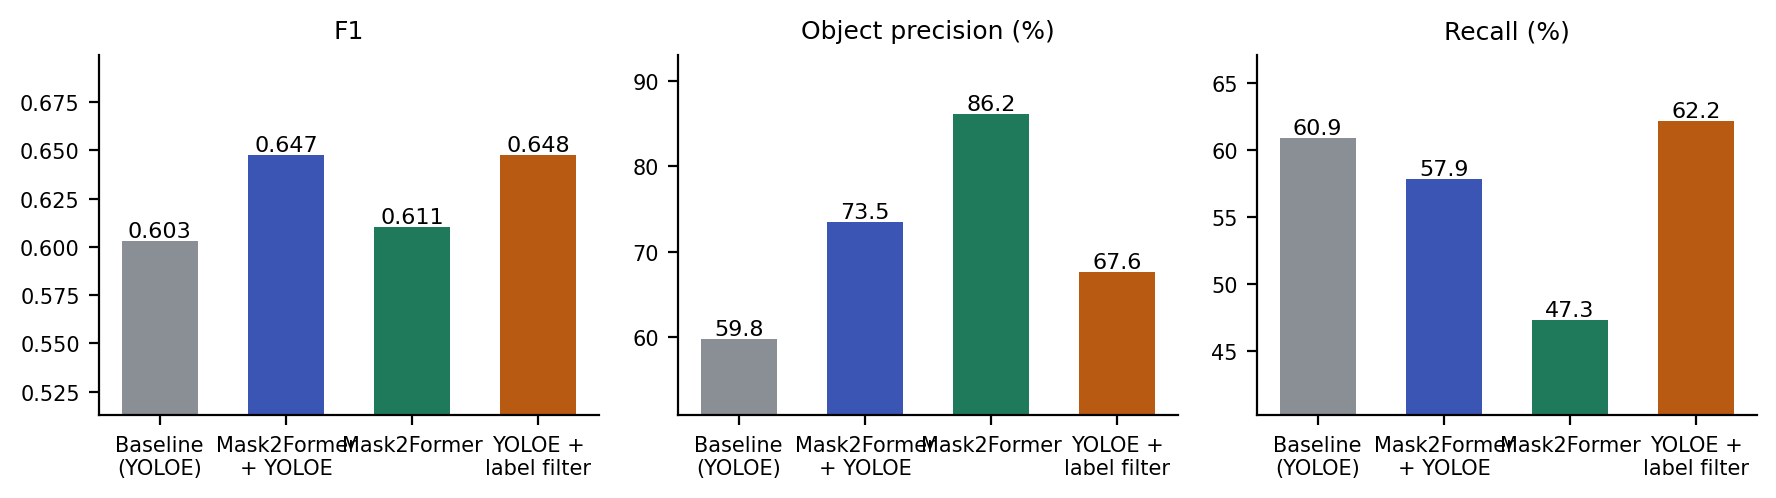 F1
0.675
0.650
0.625
0.600
0.575
0.550
0.525
0.603
0.647
0.611
0.648
Baseline
(YOLOE)
Mask2Former
+ YOLOE
Mask2Former
YOLOE +
label filter
Object precision (%)
90
80
70
60
59.8
73.5
86.2
67.6
Baseline
(YOLOE)
Mask2Former
+ YOLOE
Mask2Former
YOLOE +
label filter
Recall (%)
65
60
55
50
45
60.9
57.9
47.3
62.2
Baseline
(YOLOE)
Mask2Former
+ YOLOE
Mask2Former
YOLOE +
label filter